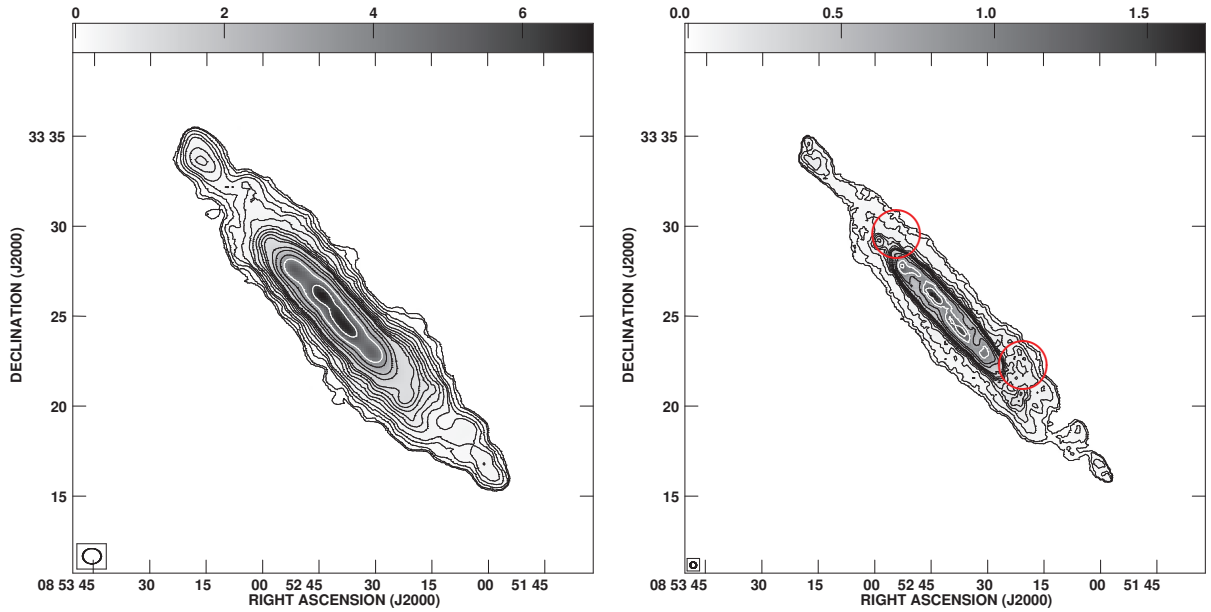 0 2 4 6
33 35
30
25
20
15
DECLINATION (J2000)
08 53 45 30 15 00 52 45 30 15 00 51 45
RIGHT ASCENSION (J2000)
0.0 0.5 1.0 1.5
33 35
30
25
20
15
DECLINATION (J2000)
08 53 45 30 15 00 52 45 30 15 00 51 45
RIGHT ASCENSION (J2000)